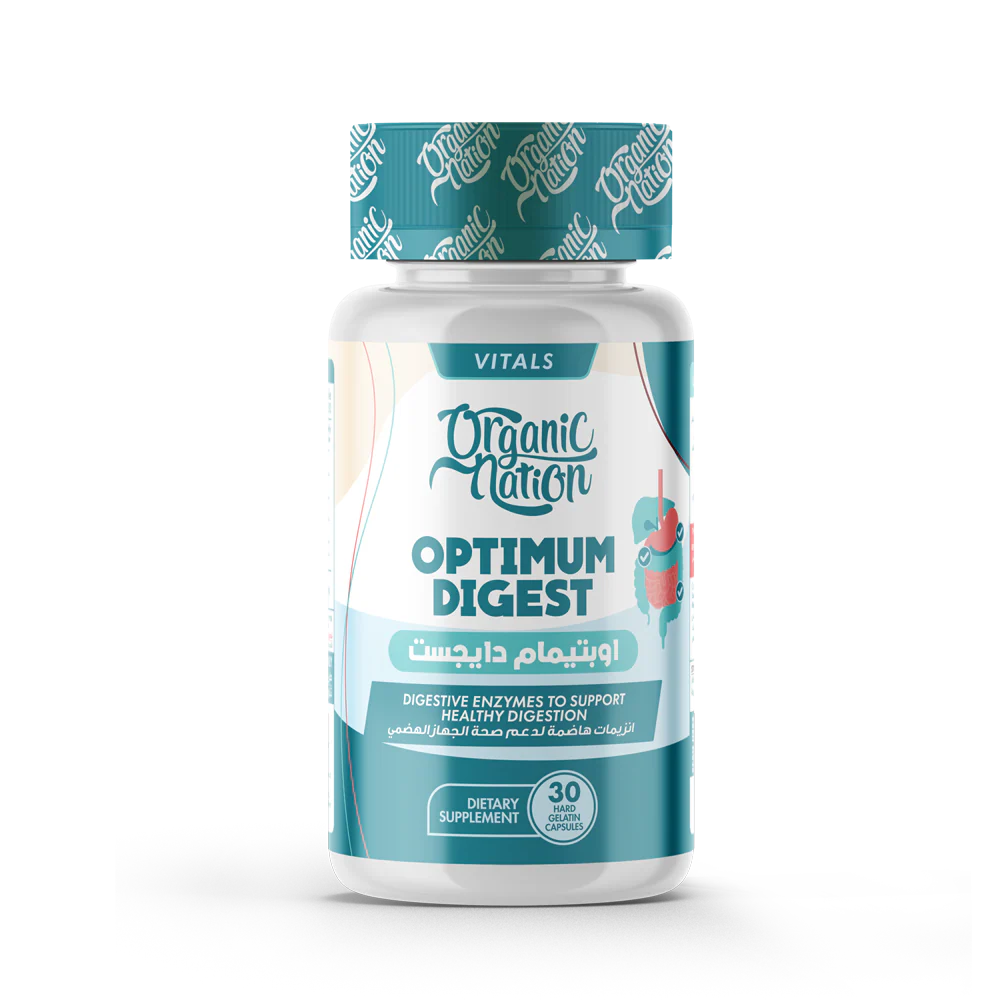 Organic
Nation
VITALS
Organic
Nation
OPTIMUM
DIGEST
اوبتيمام دايجست
DIGESTIVE ENZYMES TO SUPPORT
HEALTHY DIGESTION
انزيمات هاضمة لدعم صحة الجهاز الهضمي
DIETARY
SUPPLEMENT
30
HARD
GELATIN
CAPSULES